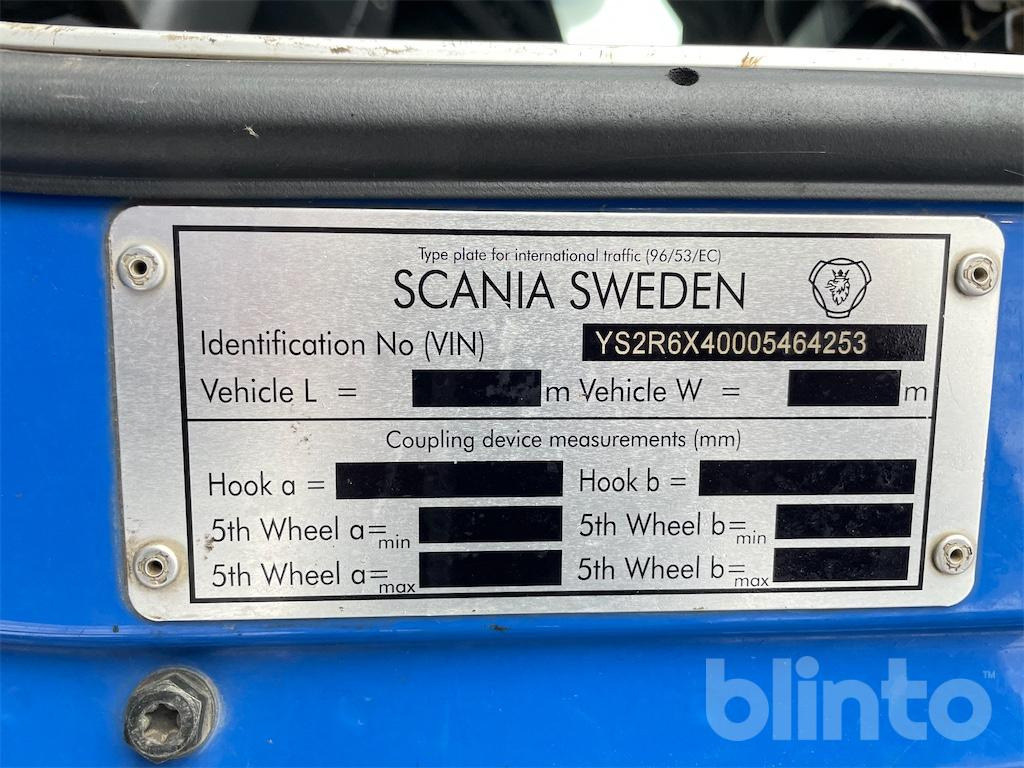 Type plate for international traffic (96/53/EC)
SCANIA SWEDEN
Identification No (VIN) YS2R6X40005464253
Vehicle L = m Vehicle W = m
Coupling device measurements (mm)
Hook a = Hook b =
5th Wheel a= min 5th Wheel b= min
5th Wheel a= max 5th Wheel b= max
blinto™